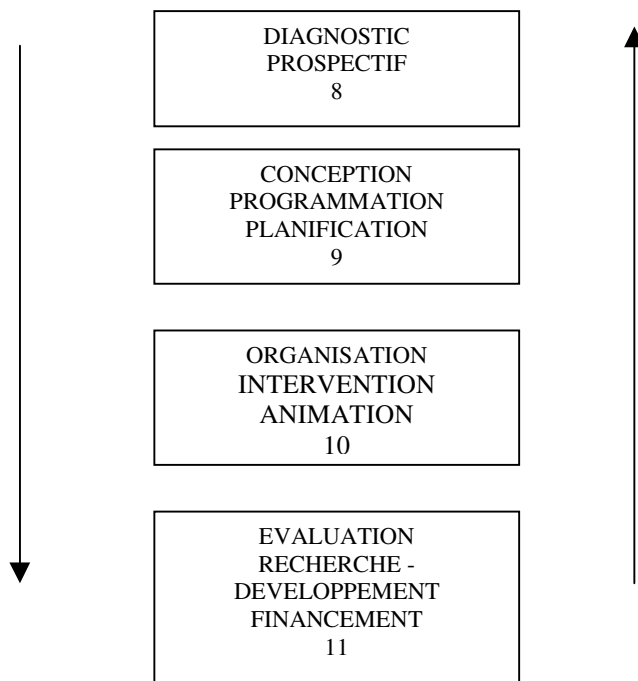 DIAGNOSTIC
PROSPECTIF
8
CONCEPTION
PROGRAMMATION
PLANIFICATION
9
ORGANISATION
INTERVENTION
ANIMATION
10
EVALUATION
RECHERCHE -
DEVELOPPEMENT
FINANCEMENT
11